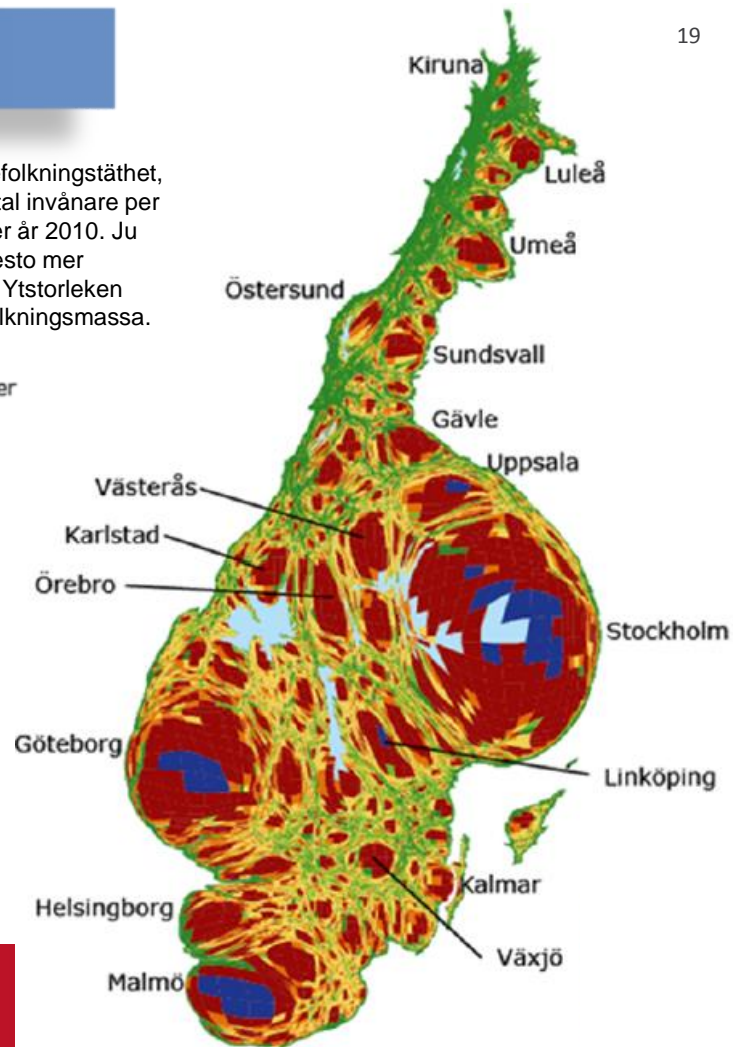 19
folkningstäthet,
tal invånare per
er år 2010. Ju
esto mer
Ytstorleken
lkningsmassa.
er
Kiruna
Luleå
Umeå
Östersund
Sundsvall
Gävle
Uppsala
Västerås
Karlstad
Örebro
Stockholm
Göteborg
Linköping
Kalmar
Helsingborg
Växjö
Malmö